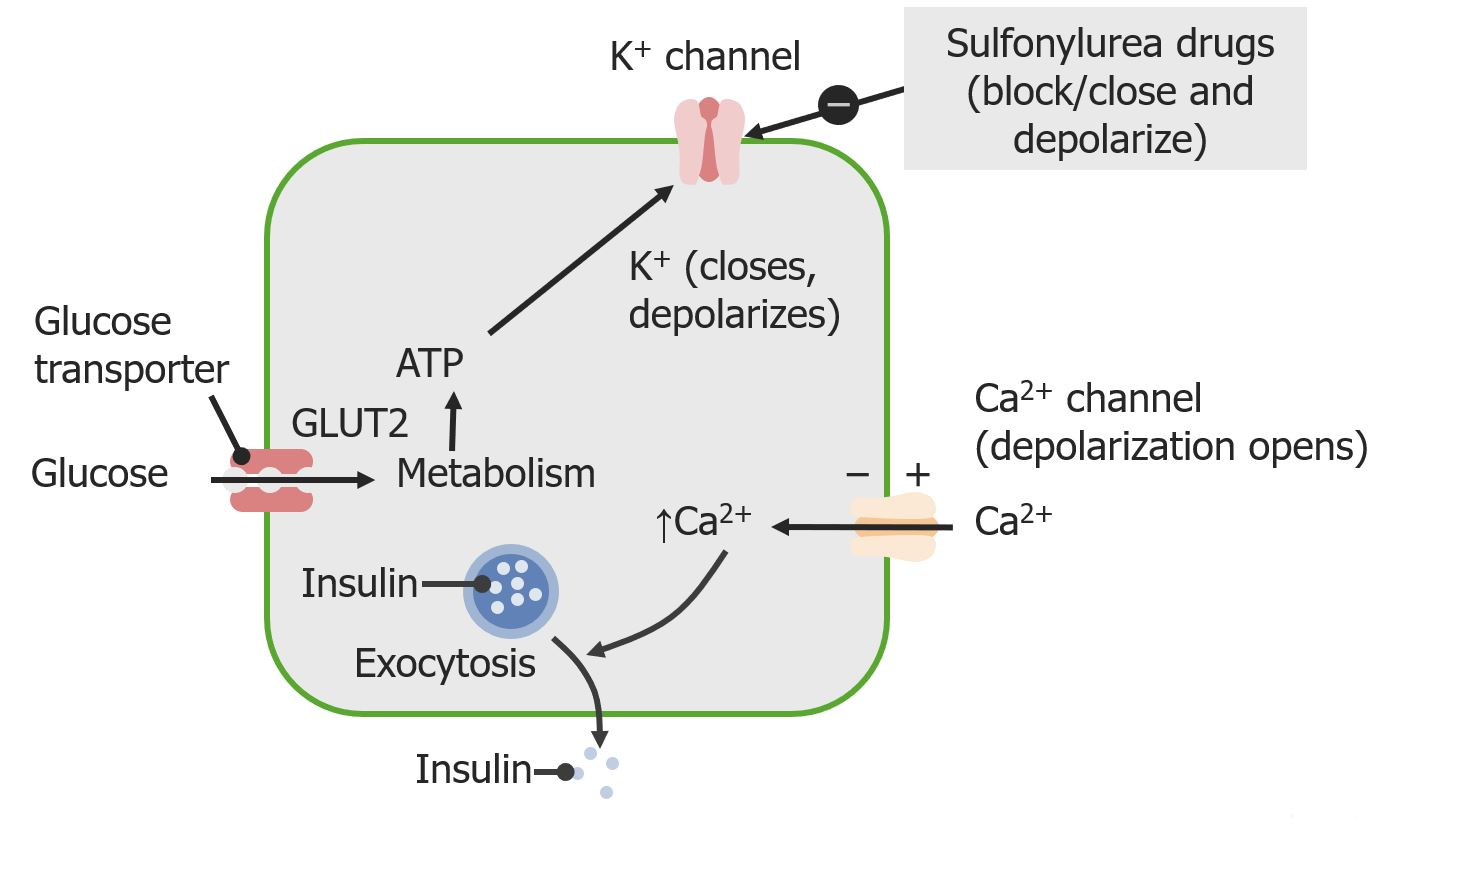 K⁺ channel
Sulfonylurea drugs
(block/close and
depolarize)
−
K⁺ (closes,
depolarizes)
Glucose
transporter
ATP
GLUT2
Glucose
Metabolism
Ca²⁺ channel
(depolarization opens)
− +
↑Ca²⁺
Ca²⁺
Insulin
Exocytosis
Insulin